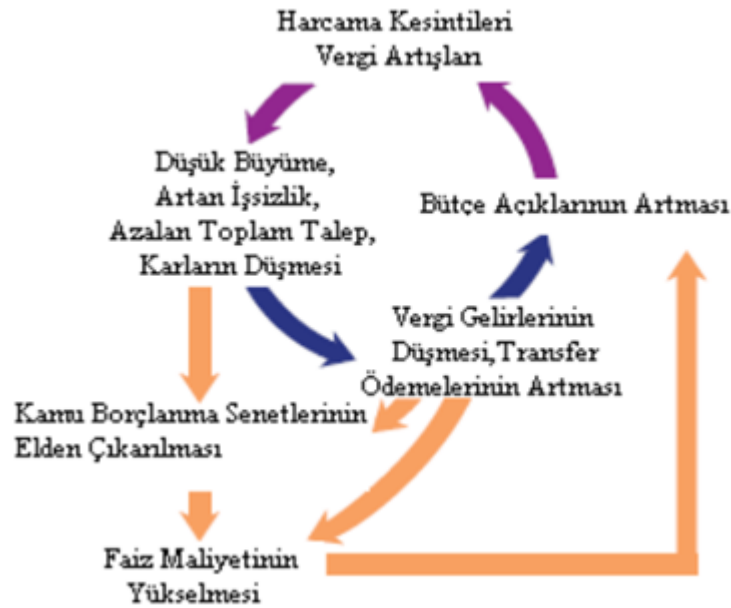 Harcama Kesintileri
Vergi Artışları
Düşük Büyüme,
Artan İşsizlik,
Azalan Toplam Talep,
Karların Düşmesi
Bütçe Açıklarının Artması
Vergi Gelirlerinin
Düşmesi,Transfer
Ödemelerinin Artması
Kamu Borçlanma Senetlerinin
Elden Çıkarılması
Faiz Maliyetinin
Yükselmesi